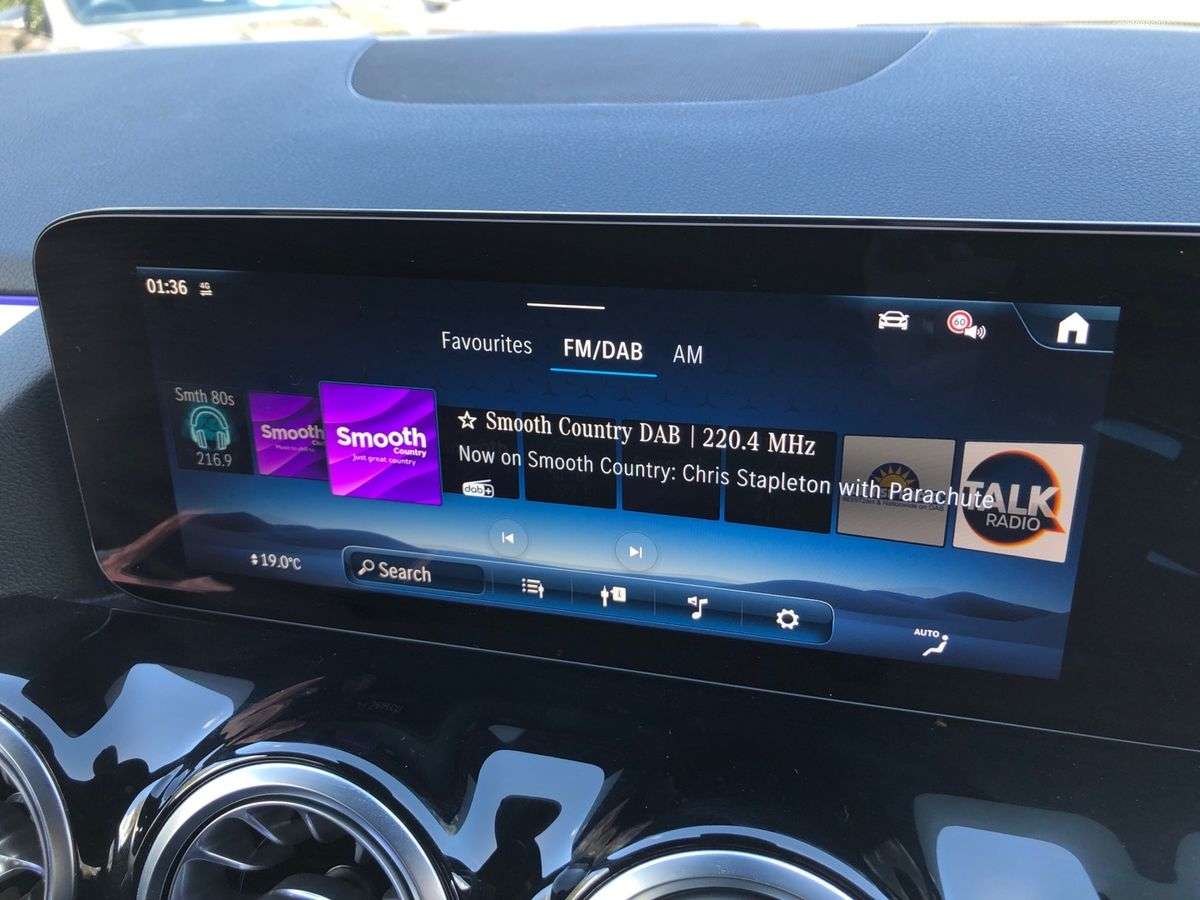 01:36 4G
60
Favourites FM/DAB AM
Smth 80s
216.9
Smooth
Smooth
Country
Just great country
☆ Smooth Country DAB | 220.4 MHz
Now on Smooth Country: Chris Stapleton with Parachute
dab+
TALK
RADIO
19.0°C
Search
AUTO